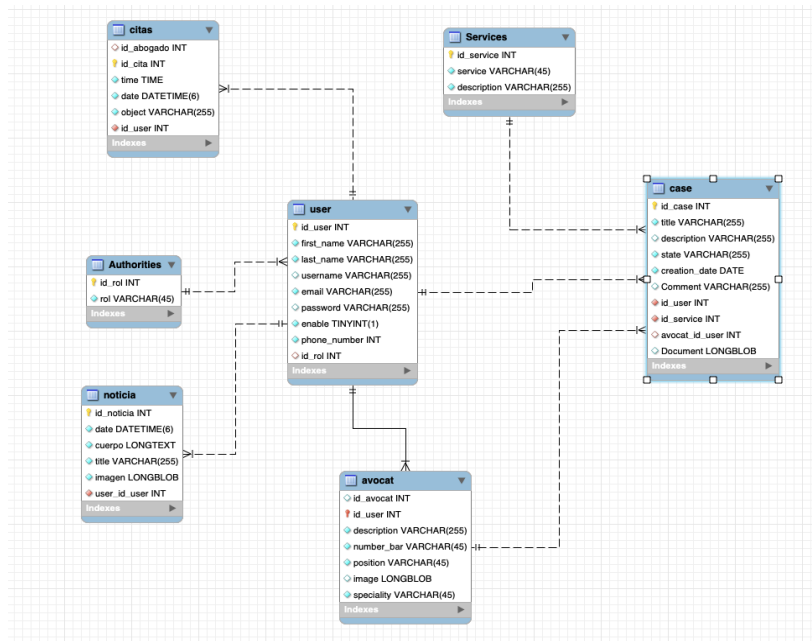 citas
id_abogado INT
id_cita INT
time TIME
date DATETIME(6)
object VARCHAR(255)
id_user INT
Indexes
Services
id_service INT
service VARCHAR(45)
description VARCHAR(255)
Indexes
case
id_case INT
title VARCHAR(255)
description VARCHAR(255)
state VARCHAR(255)
creation_date DATE
Comment VARCHAR(255)
id_user INT
id_service INT
avocat_id_user INT
Document LONGBLOB
Indexes
user
id_user INT
first_name VARCHAR(255)
last_name VARCHAR(255)
username VARCHAR(255)
email VARCHAR(255)
password VARCHAR(255)
enable TINYINT(1)
phone_number INT
id_rol INT
Indexes
Authorities
id_rol INT
rol VARCHAR(45)
Indexes
noticia
id_noticia INT
date DATETIME(6)
cuerpo LONGTEXT
title VARCHAR(255)
imagen LONGBLOB
user_id_user INT
Indexes
avocat
id_avocat INT
id_user INT
description VARCHAR(255)
number_bar VARCHAR(45)
position VARCHAR(45)
image LONGBLOB
speciality VARCHAR(45)
Indexes